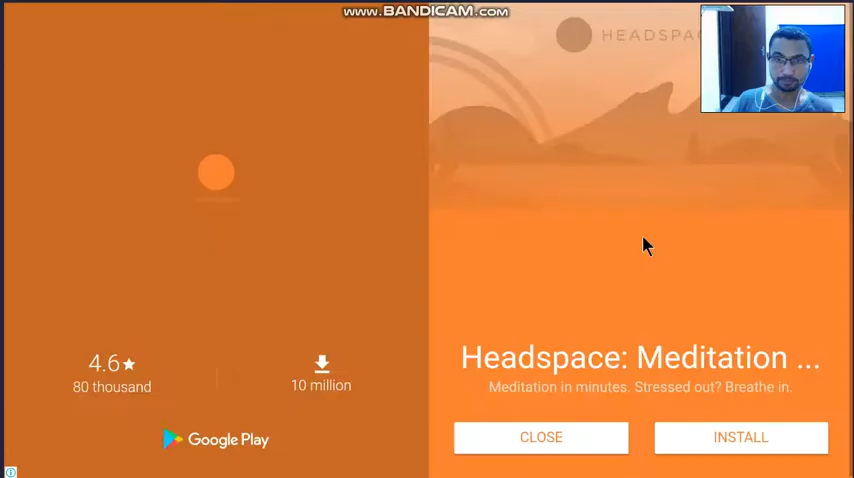 WWW.BANDICAM.COM
HEADSPAC
4.6★
80 thousand
10 million
Google Play
Headspace: Meditation ...
Meditation in minutes. Stressed out? Breathe in.
CLOSE
INSTALL